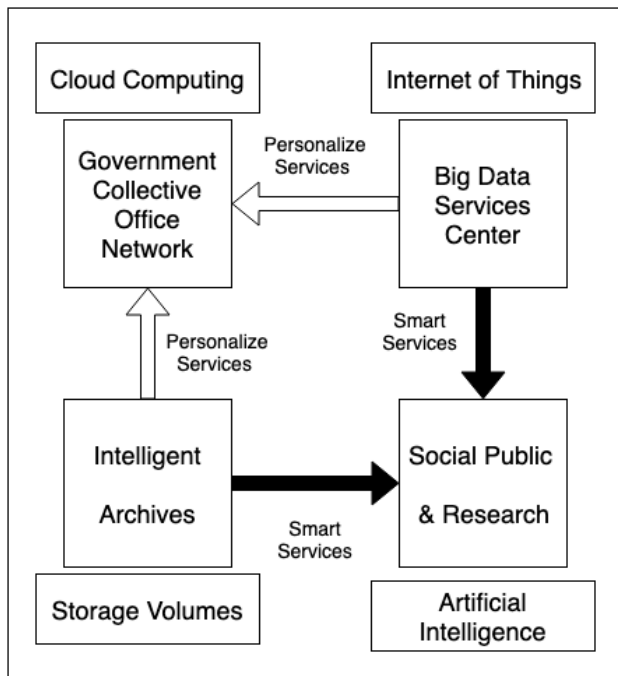 Cloud Computing
Internet of Things
Government
Collective
Office
Network
Personalize
Services
Big Data
Services
Center
Personalize
Services
Smart
Services
Intelligent
Archives
Smart
Services
Social Public
& Research
Storage Volumes
Artificial
Intelligence